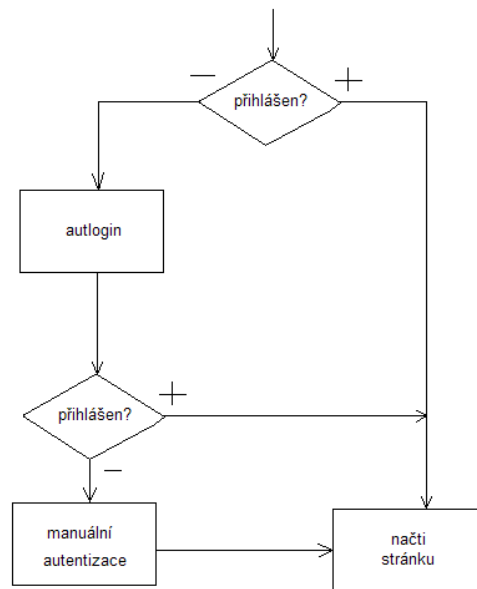 přihlášen?
autlogin
přihlášen?
manuální
autentizace
načti
stránku